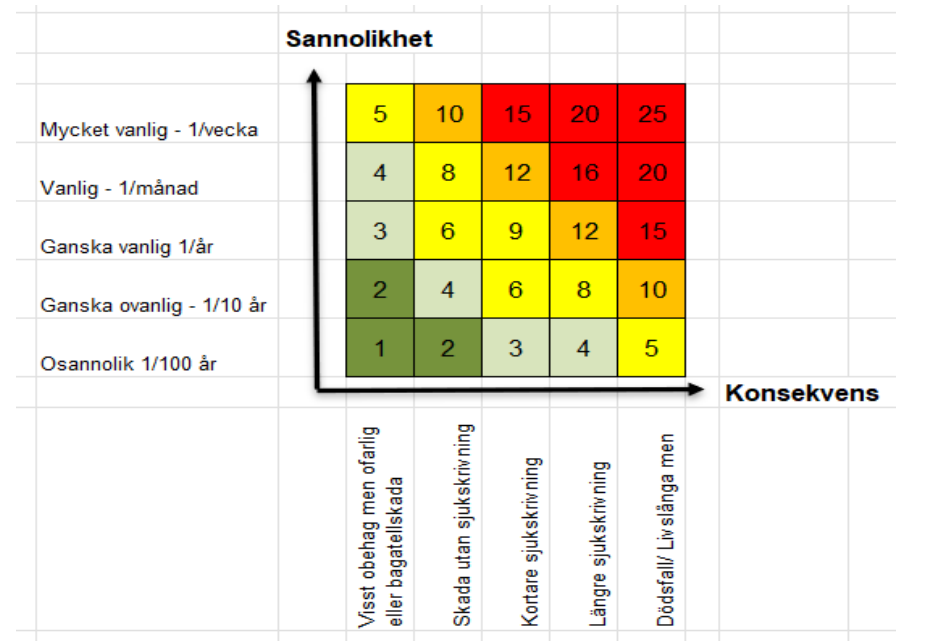 Sannolikhet
5 10 15 20 25
Mycket vanlig - 1/vecka
4 8 12 16 20
Vanlig - 1/månad
3 6 9 12 15
Ganska vanlig 1/år
2 4 6 8 10
Ganska ovanlig - 1/10 år
1 2 3 4 5
Osannolik 1/100 år
Konsekvens
Visst obehag men ofarlig
eller bagatellskada
Skada utan sjukskrivning
Kortare sjukskrivning
Längre sjukskrivning
Dödsfall/ Livslånga men